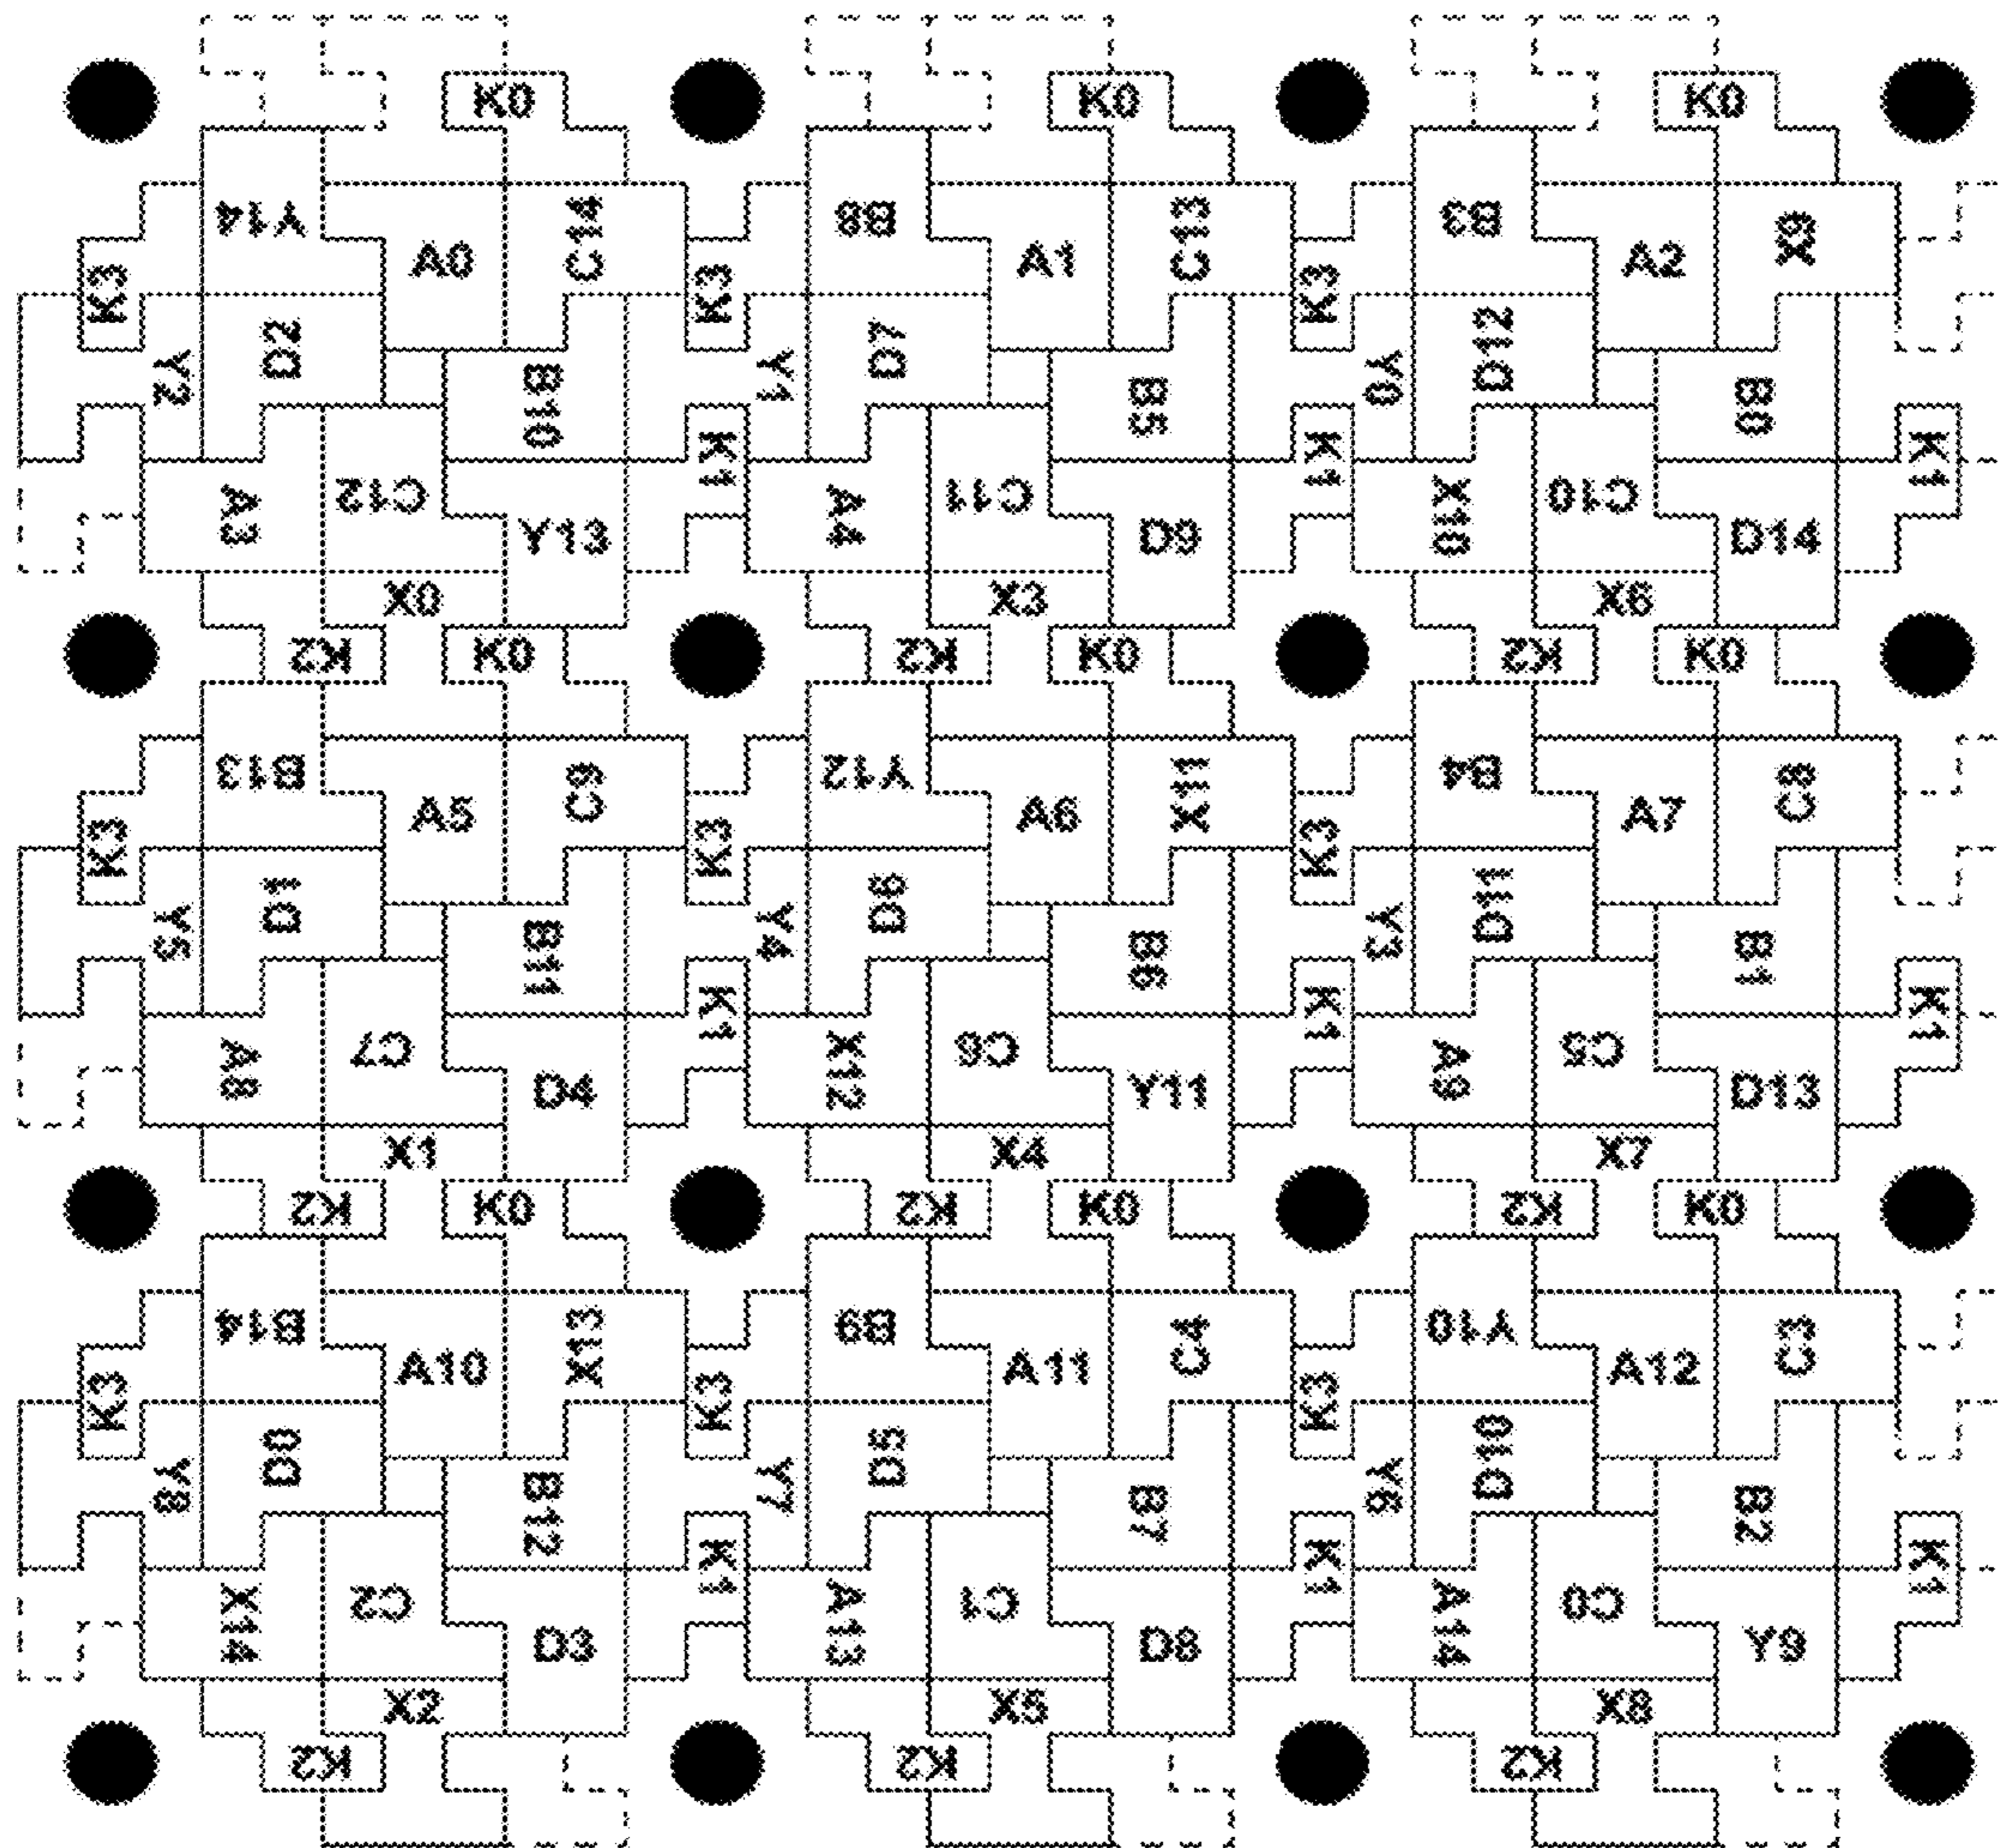 K0 K0 K0
Y14 C14 B8 C13 B3 X9
A0 A1 A2
K3 K3 K3
D2 D7 D12
Y2 B10 Y1 B5 Y0 B0
K1 K1 K1
A3 C12 A4 C11 X10 C10
Y13 D9 D14
X0 X3 X6
K2 K0 K2 K0 K2 K0
B13 C9 Y12 X11 B4 C8
A5 A6 A7
K3 K3 K3
D1 D6 D11
Y5 B11 Y4 B6 Y3 B1
K1 K1 K1
A8 C7 X12 C6 A9 C5
D4 Y11 D13
X1 X4 X7
K2 K0 K2 K0 K2 K0
B14 X13 B9 C4 Y10 C3
A10 A11 A12
K3 K3 K3
D0 D5 D10
Y8 B12 Y7 B7 Y6 B2
K1 K1 K1
X14 C2 A13 C1 A14 C0
D3 D8 Y9
X2 X5 X8
K2 K2 K2